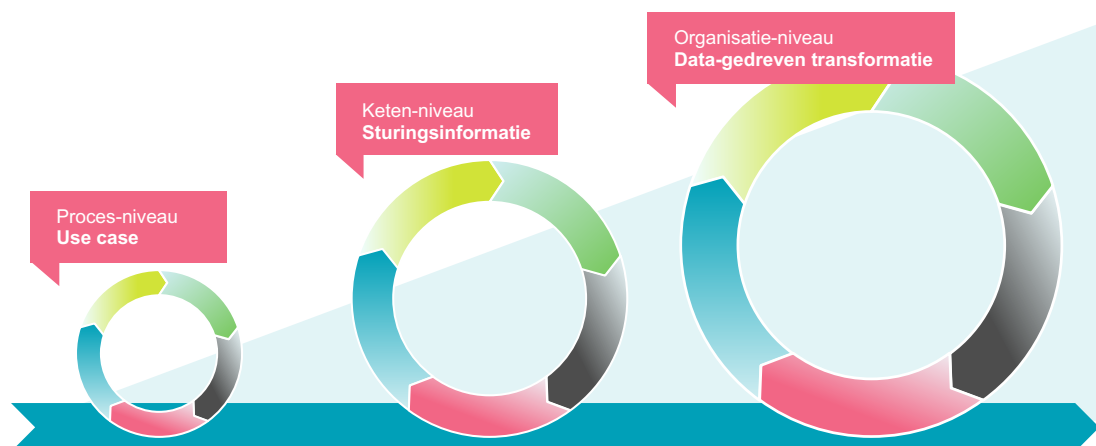 Organisatie-niveau
Data-gedreven transformatie
Keten-niveau
Sturingsinformatie
Proces-niveau
Use case